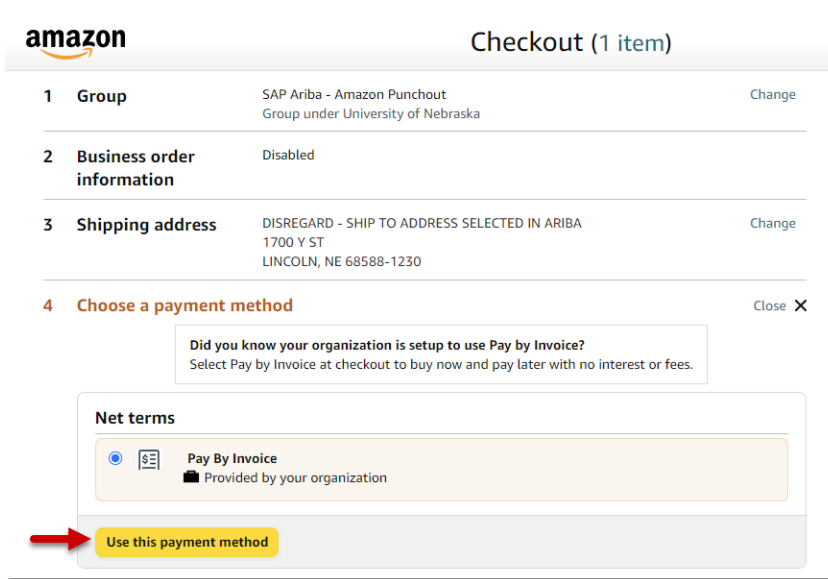 amazon
Checkout (1 item)
1 Group SAP Ariba - Amazon Punchout Change
Group under University of Nebraska
2 Business order information Disabled
3 Shipping address DISREGARD - SHIP TO ADDRESS SELECTED IN ARIBA Change
1700 Y ST
LINCOLN, NE 68588-1230
4 Choose a payment method Close X
Did you know your organization is setup to use Pay by Invoice?
Select Pay by Invoice at checkout to buy now and pay later with no interest or fees.
Net terms
Pay By Invoice
Provided by your organization
Use this payment method